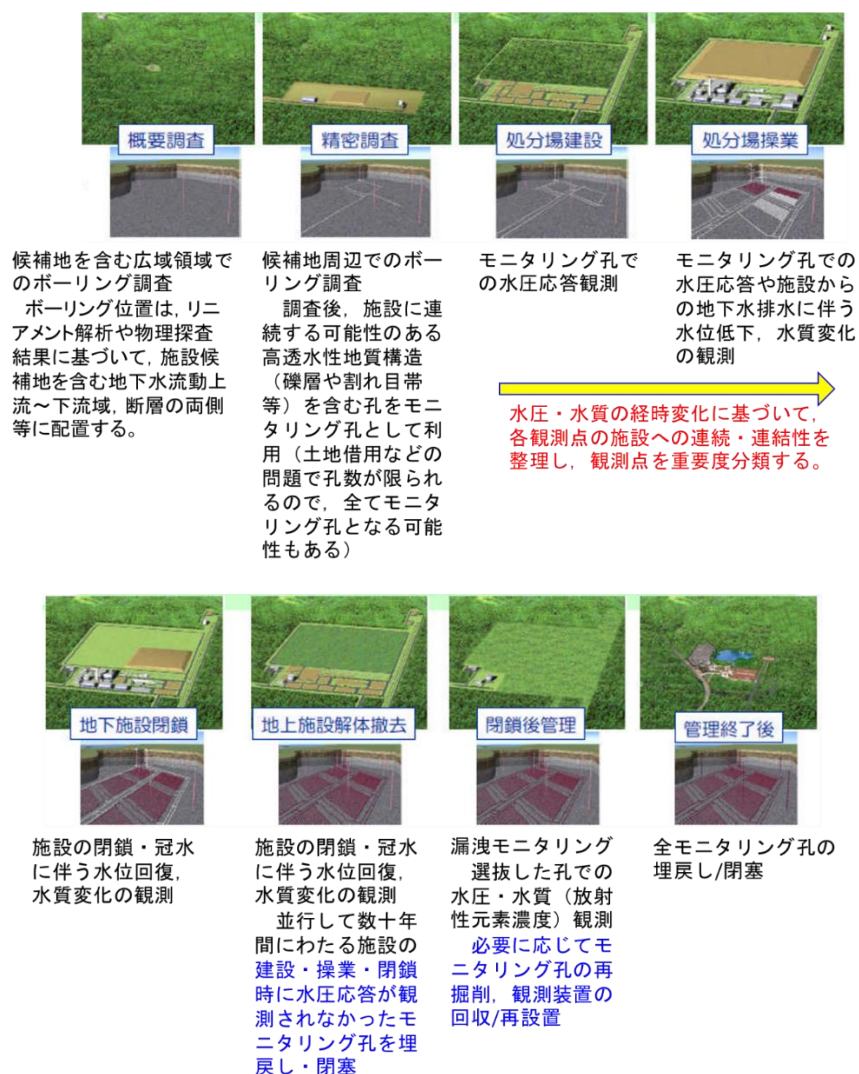 概要調査
精密調査
処分場建設
処分場操業
候補地を含む広域領域で
のボーリング調査
ボーリング位置は，リニ
アメント解析や物理探査
結果に基づいて，施設候
補地を含む地下水流動上
流～下流域，断層の両側
等に配置する。
候補地周辺でのボー
リング調査
調査後，施設に連
続する可能性のある
高透水性地質構造
（礫層や割れ目帯
等）を含む孔をモニ
タリング孔として利
用（土地借用などの
問題で孔数が限られ
るので，全てモニタ
リング孔となる可能
性もある）
モニタリング孔で
の水圧応答観測
モニタリング孔での
水圧応答や施設から
の地下水排水に伴う
水位低下，水質変化
の観測
水圧・水質の経時変化に基づいて，
各観測点の施設への連続・連結性を
整理し，観測点を重要度分類する。
地下施設閉鎖
地上施設解体撤去
閉鎖後管理
管理終了後
施設の閉鎖・冠水
に伴う水位回復，
水質変化の観測
施設の閉鎖・冠水
に伴う水位回復，
水質変化の観測
並行して数十年
間にわたる施設の
建設・操業・閉鎖
時に水圧応答が観
測されなかったモ
ニタリング孔を埋
戻し・閉塞
漏洩モニタリング
選抜した孔での
水圧・水質（放射
性元素濃度）観測
必要に応じてモ
ニタリング孔の再
掘削，観測装置の
回収/再設置
全モニタリング孔の
埋戻し/閉塞